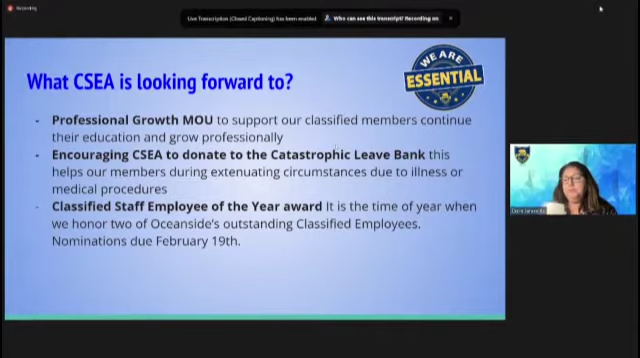 Recording
Live Transcription (Closed Captioning) has been enabled
Who can see this transcript? Recording on
What CSEA is looking forward to?
WE ARE
ESSENTIAL
- Professional Growth MOU to support our classified members continue
their education and grow professionally
- Encouraging CSEA to donate to the Catastrophic Leave Bank this
helps our members during extenuating circumstances due to illness or
medical procedures
- Classified Staff Employee of the Year award It is the time of year when
we honor two of Oceanside's outstanding Classified Employees.
Nominations due February 19th.